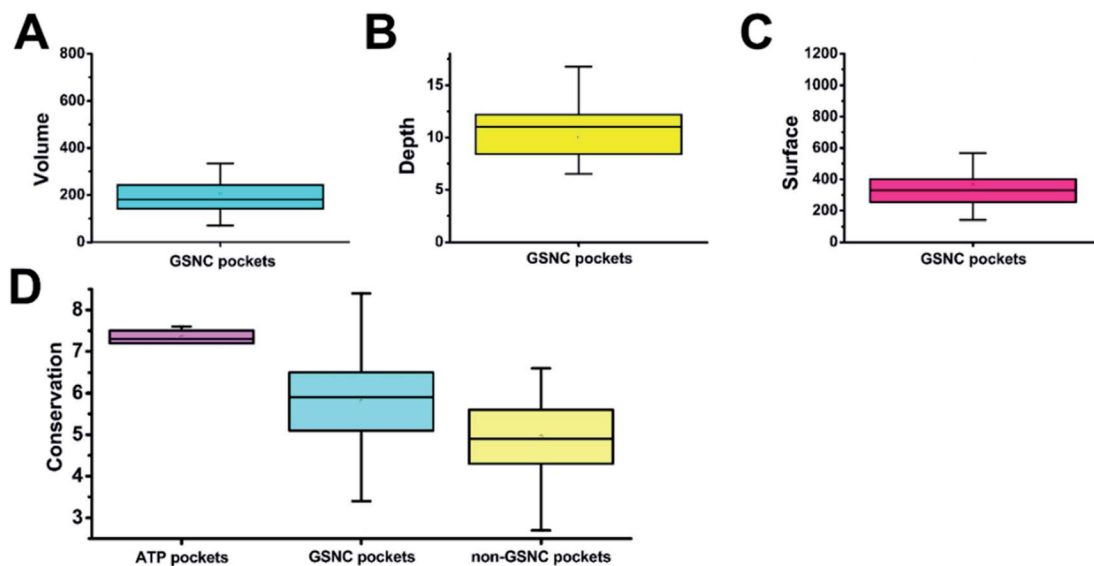 A
Volume
800
600
400
200
0
GSNC pockets
B
Depth
15
10
5
0
GSNC pockets
C
Surface
1200
1000
800
600
400
200
0
GSNC pockets
D
Conservation
8
7
6
5
4
3
ATP pockets
GSNC pockets
non-GSNC pockets